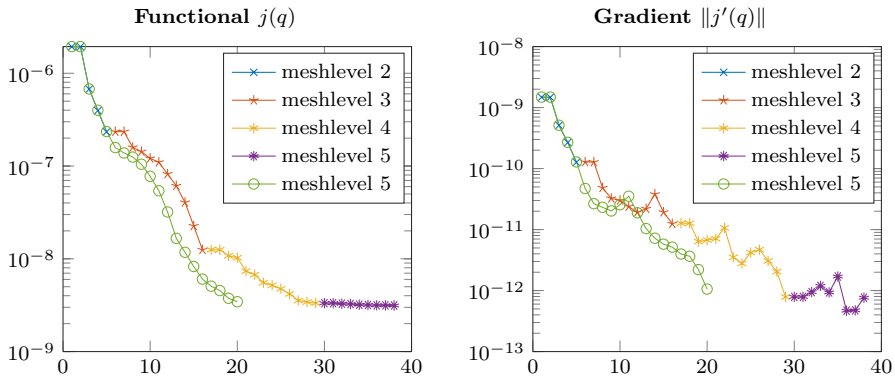 Functional j(q)
10⁻⁶
10⁻⁷
10⁻⁸
10⁻⁹
0 10 20 30 40
meshlevel 2
meshlevel 3
meshlevel 4
meshlevel 5
meshlevel 5
Gradient ‖j′(q)‖
10⁻⁸
10⁻⁹
10⁻¹⁰
10⁻¹¹
10⁻¹²
10⁻¹³
0 10 20 30 40
meshlevel 2
meshlevel 3
meshlevel 4
meshlevel 5
meshlevel 5